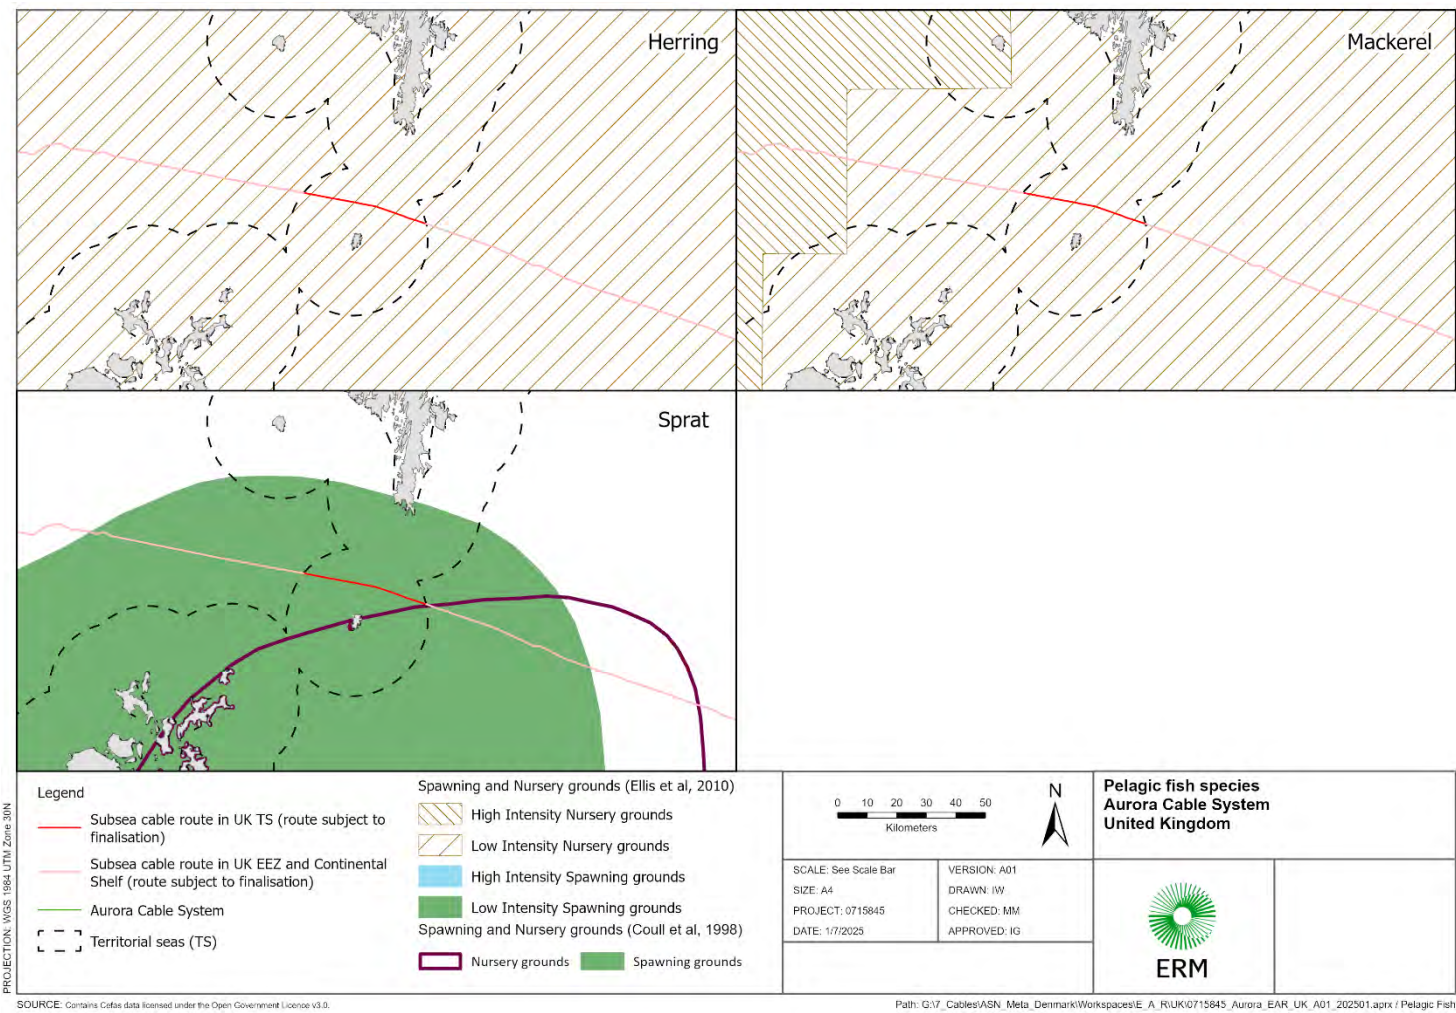 Herring
Mackerel
Sprat
Legend
Subsea cable route in UK TS (route subject to
finalisation)
Subsea cable route in UK EEZ and Continental
Shelf (route subject to finalisation)
Aurora Cable System
Territorial seas (TS)
Spawning and Nursery grounds (Ellis et al, 2010)
High Intensity Nursery grounds
Low Intensity Nursery grounds
High Intensity Spawning grounds
Low Intensity Spawning grounds
Spawning and Nursery grounds (Coull et al, 1998)
Nursery grounds
Spawning grounds
0 10 20 30 40 50
Kilometers
N
SCALE: See Scale Bar
SIZE: A4
PROJECT: 0715845
DATE: 1/7/2025
VERSION: A01
DRAWN: IW
CHECKED: MM
APPROVED: IG
Pelagic fish species
Aurora Cable System
United Kingdom
ERM
PROJECTION: WGS 1984 UTM Zone 30N
SOURCE: Contains Cefas data licensed under the Open Government Licence v3.0.
Path: G:\7_Cables\ASN_Meta_Denmark\Workspaces\E_A_R\UK\0715845_Aurora_EAR_UK_A01_202501.aprx / Pelagic Fish